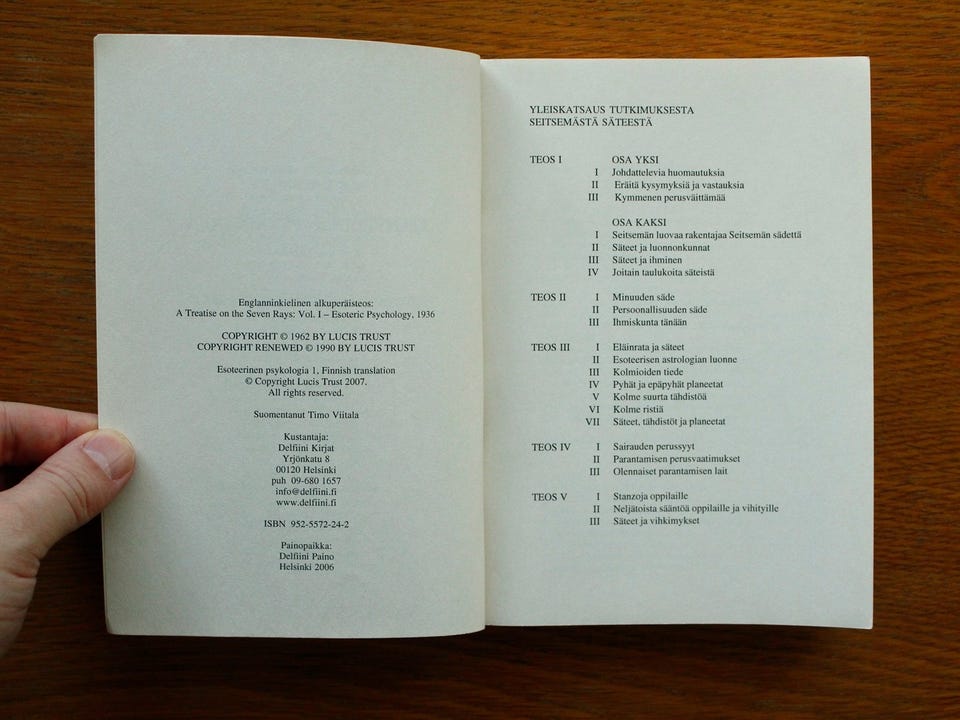 Englanninkielinen alkuperäisteos:
A Treatise on the Seven Rays: Vol. I – Esoteric Psychology, 1936
COPYRIGHT © 1962 BY LUCIS TRUST
COPYRIGHT RENEWED © 1990 BY LUCIS TRUST
Esoteerinen psykologia 1, Finnish translation
© Copyright Lucis Trust 2007.
All rights reserved.
Suomentanut Timo Viitala
Kustantaja:
Delfiini Kirjat
Yrjönkatu 8
00120 Helsinki
puh 09-680 1657
info@delfiini.fi
www.delfiini.fi
ISBN 952-5572-24-2
Painopaikka:
Delfiini Paino
Helsinki 2006
YLEISKATSAUS TUTKIMUKSESTA
SEITSEMÄSTÄ SÄTEESTÄ
TEOS I OSA YKSI
I Johdattelevia huomautuksia
II Eräitä kysymyksiä ja vastauksia
III Kymmenen perusväittämää
OSA KAKSI
I Seitsemän luovaa rakentajaa Seitsemän sädettä
II Säteet ja luonnonkunnat
III Säteet ja ihminen
IV Joitain taulukoita säteistä
TEOS II I Minuuden säde
II Persoonallisuuden säde
III Ihmiskunta tänään
TEOS III I Eläinrata ja säteet
II Esoteerisen astrologian luonne
III Kolmioiden tiede
IV Pyhät ja epäpyhät planeetat
V Kolme suurta tähdistöä
VI Kolme ristiä
VII Säteet, tähdistöt ja planeetat
TEOS IV I Sairauden perussyyt
II Parantamisen perusvaatimukset
III Olennaiset parantamisen lait
TEOS V I Stanzoja oppilaille
II Neljätoista sääntöä oppilaille ja vihityille
III Säteet ja vihkimykset